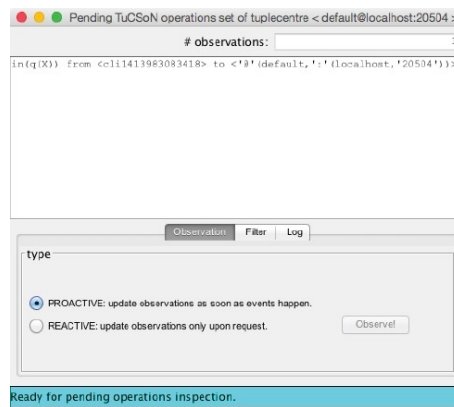 Pending TuCSoN operations set of tuplecentre < default@localhost:20504 >
# observations:
in(q(X)) from <cli1413983083418> to <'@'(default,':'(localhost,'20504'))>
Observation Filter Log
type
PROACTIVE: update observations as soon as events happen.
REACTIVE: update observations only upon request.
Observe!
Ready for pending operations inspection.